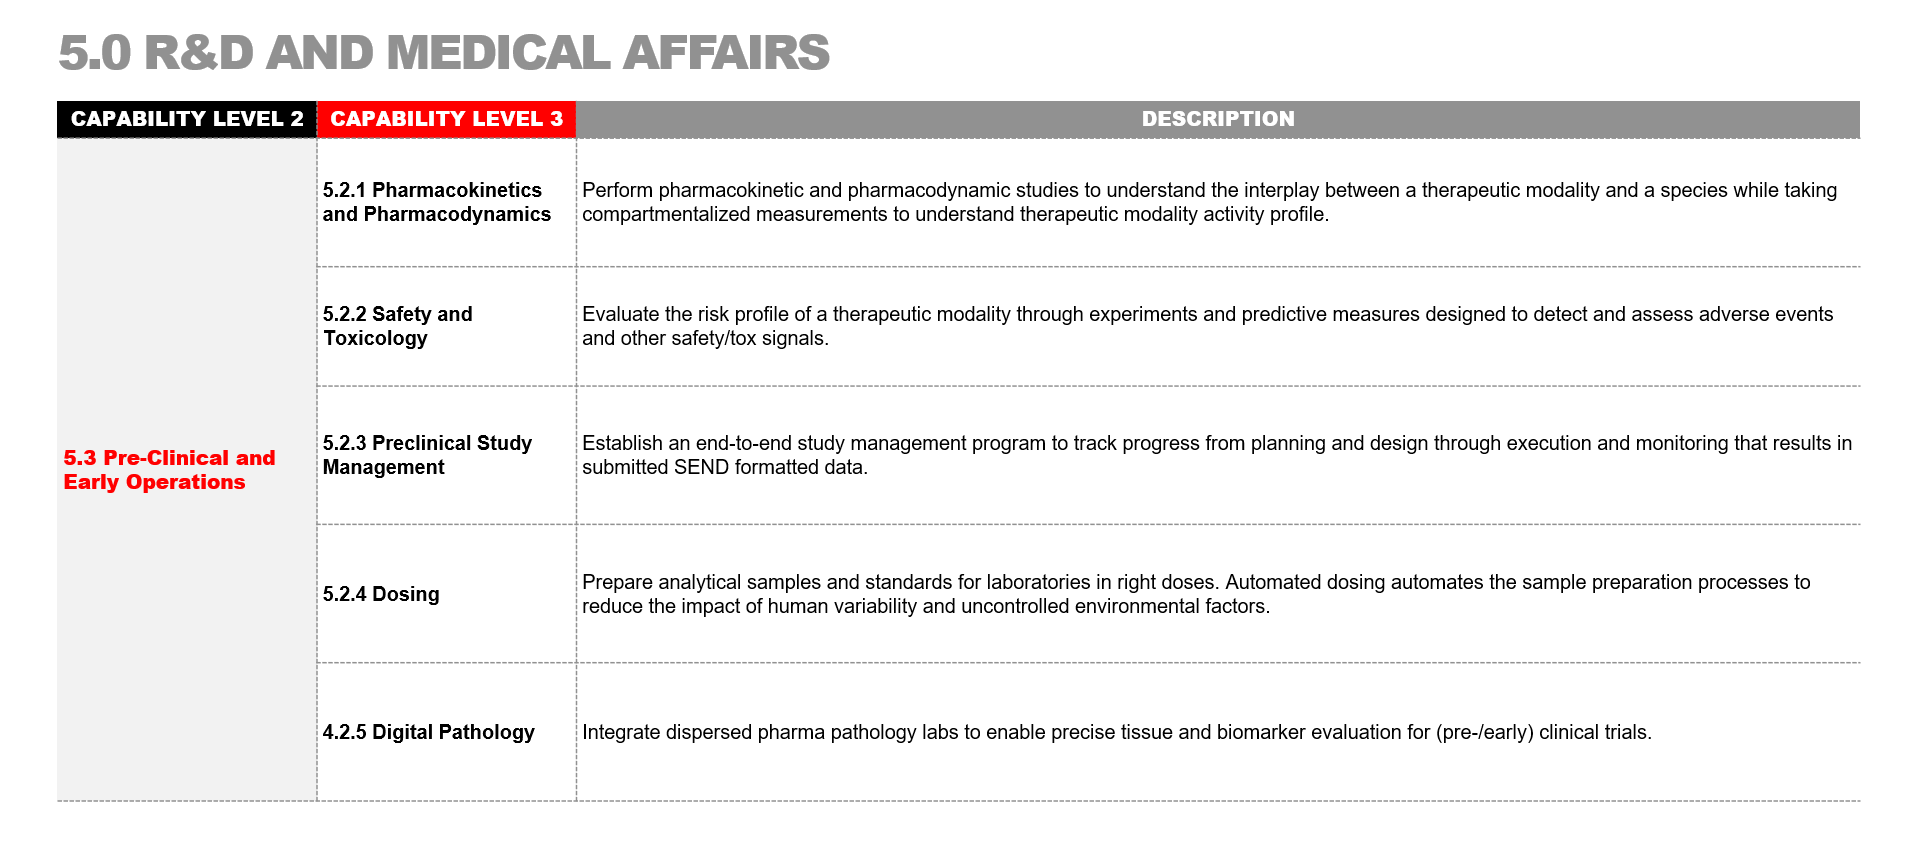 5.0 R&D AND MEDICAL AFFAIRS
CAPABILITY LEVEL 2
CAPABILITY LEVEL 3
DESCRIPTION
5.3 Pre-Clinical and
Early Operations
5.2.1 Pharmacokinetics
and Pharmacodynamics
Perform pharmacokinetic and pharmacodynamic studies to understand the interplay between a therapeutic modality and a species while taking
compartmentalized measurements to understand therapeutic modality activity profile.
5.2.2 Safety and
Toxicology
Evaluate the risk profile of a therapeutic modality through experiments and predictive measures designed to detect and assess adverse events
and other safety/tox signals.
5.2.3 Preclinical Study
Management
Establish an end-to-end study management program to track progress from planning and design through execution and monitoring that results in
submitted SEND formatted data.
5.2.4 Dosing
Prepare analytical samples and standards for laboratories in right doses. Automated dosing automates the sample preparation processes to
reduce the impact of human variability and uncontrolled environmental factors.
4.2.5 Digital Pathology
Integrate dispersed pharma pathology labs to enable precise tissue and biomarker evaluation for (pre-/early) clinical trials.